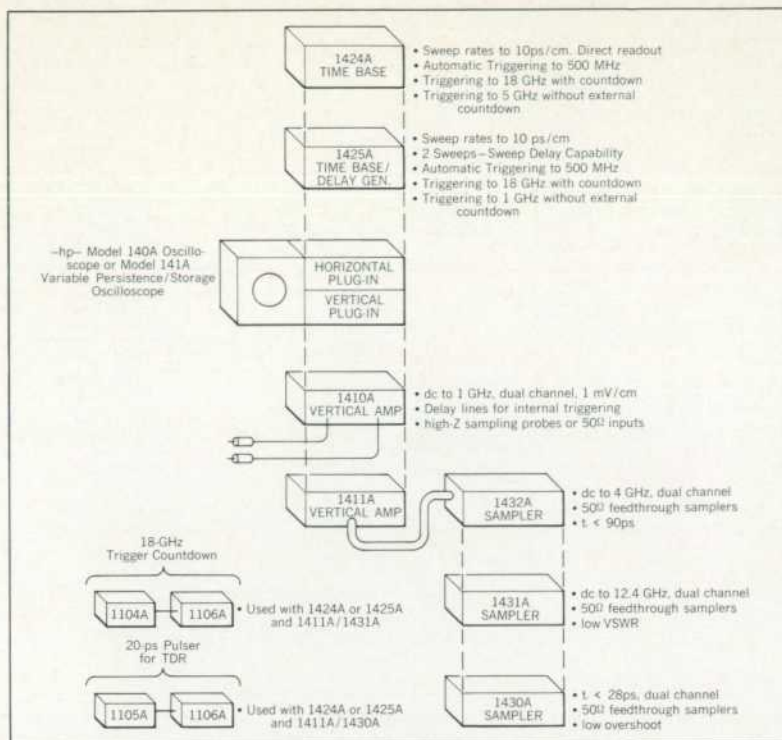 1424A
TIME BASE
• Sweep rates to 10ps/cm. Direct readout
• Automatic Triggering to 500 MHz
• Triggering to 18 GHz with countdown
• Triggering to 5 GHz without external
countdown
1425A
TIME BASE/
DELAY GEN.
• Sweep rates to 10 ps/cm
• 2 Sweeps – Sweep Delay Capability
• Automatic Triggering to 500 MHz
• Triggering to 18 GHz with countdown
• Triggering to 1 GHz without external
countdown
–hp– Model 140A Oscillo-
scope or Model 141A
Variable Persistence/Storage
Oscilloscope
HORIZONTAL
PLUG-IN
VERTICAL
PLUG-IN
1410A
VERTICAL AMP
• dc to 1 GHz, dual channel, 1 mV/cm
• Delay lines for internal triggering
• high-Z sampling probes or 50Ω inputs
1411A
VERTICAL AMP
1432A
SAMPLER
• dc to 4 GHz, dual channel
• 50Ω feedthrough samplers
• t. < 90ps
18-GHz
Trigger Countdown
1104A
1106A
• Used with 1424A or 1425A
and 1411A/1431A
1431A
SAMPLER
• dc to 12.4 GHz, dual channel
• 50Ω feedthrough samplers
• low VSWR
20-ps Pulser
for TDR
1105A
1106A
• Used with 1424A or 1425A
and 1411A/1430A
1430A
SAMPLER
• t. < 28ps, dual channel
• 50Ω feedthrough samplers
• low overshoot